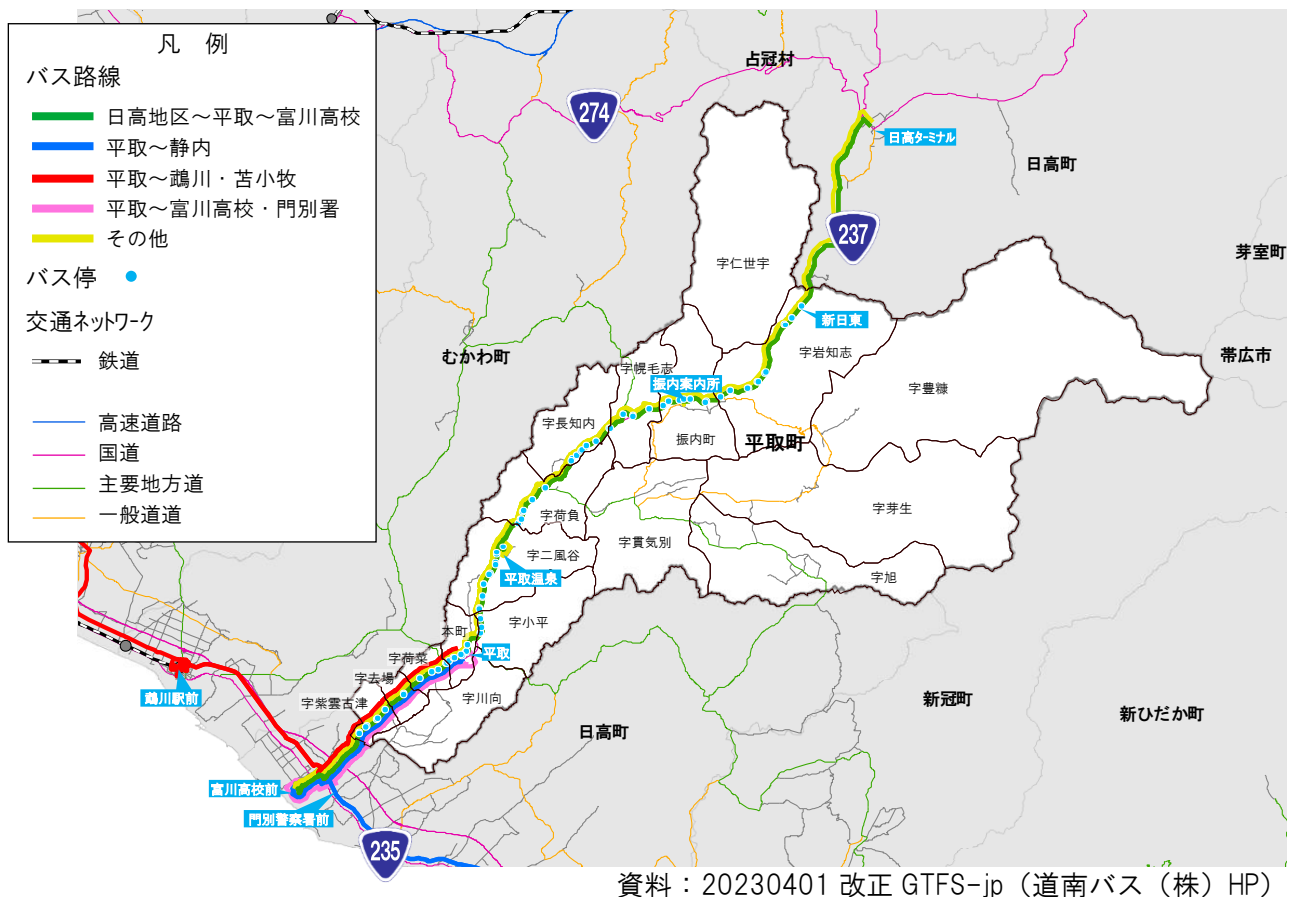 凡 例
バス路線
日高地区~平取~富川高校
平取~静内
平取~鵡川・苫小牧
平取~富川高校・門別署
その他
バス停
交通ネットワーク
鉄道
高速道路
国道
主要地方道
一般道道
占冠村
274
日高ターミナル
日高町
237
芽室町
字仁世宇
新日東
むかわ町
字岩知志
帯広市
字幌毛志
振内案内所
字豊糠
字長知内
振内町
平取町
字荷負
字芽生
字貫気別
字二風谷
平取温泉
字旭
字小平
本町
平取
字荷菜
字去場
字川向
字紫雲古津
鵡川駅前
新冠町
新ひだか町
日高町
富川高校前
門別警察署前
235
資料:20230401 改正 GTFS-jp(道南バス(株)HP)